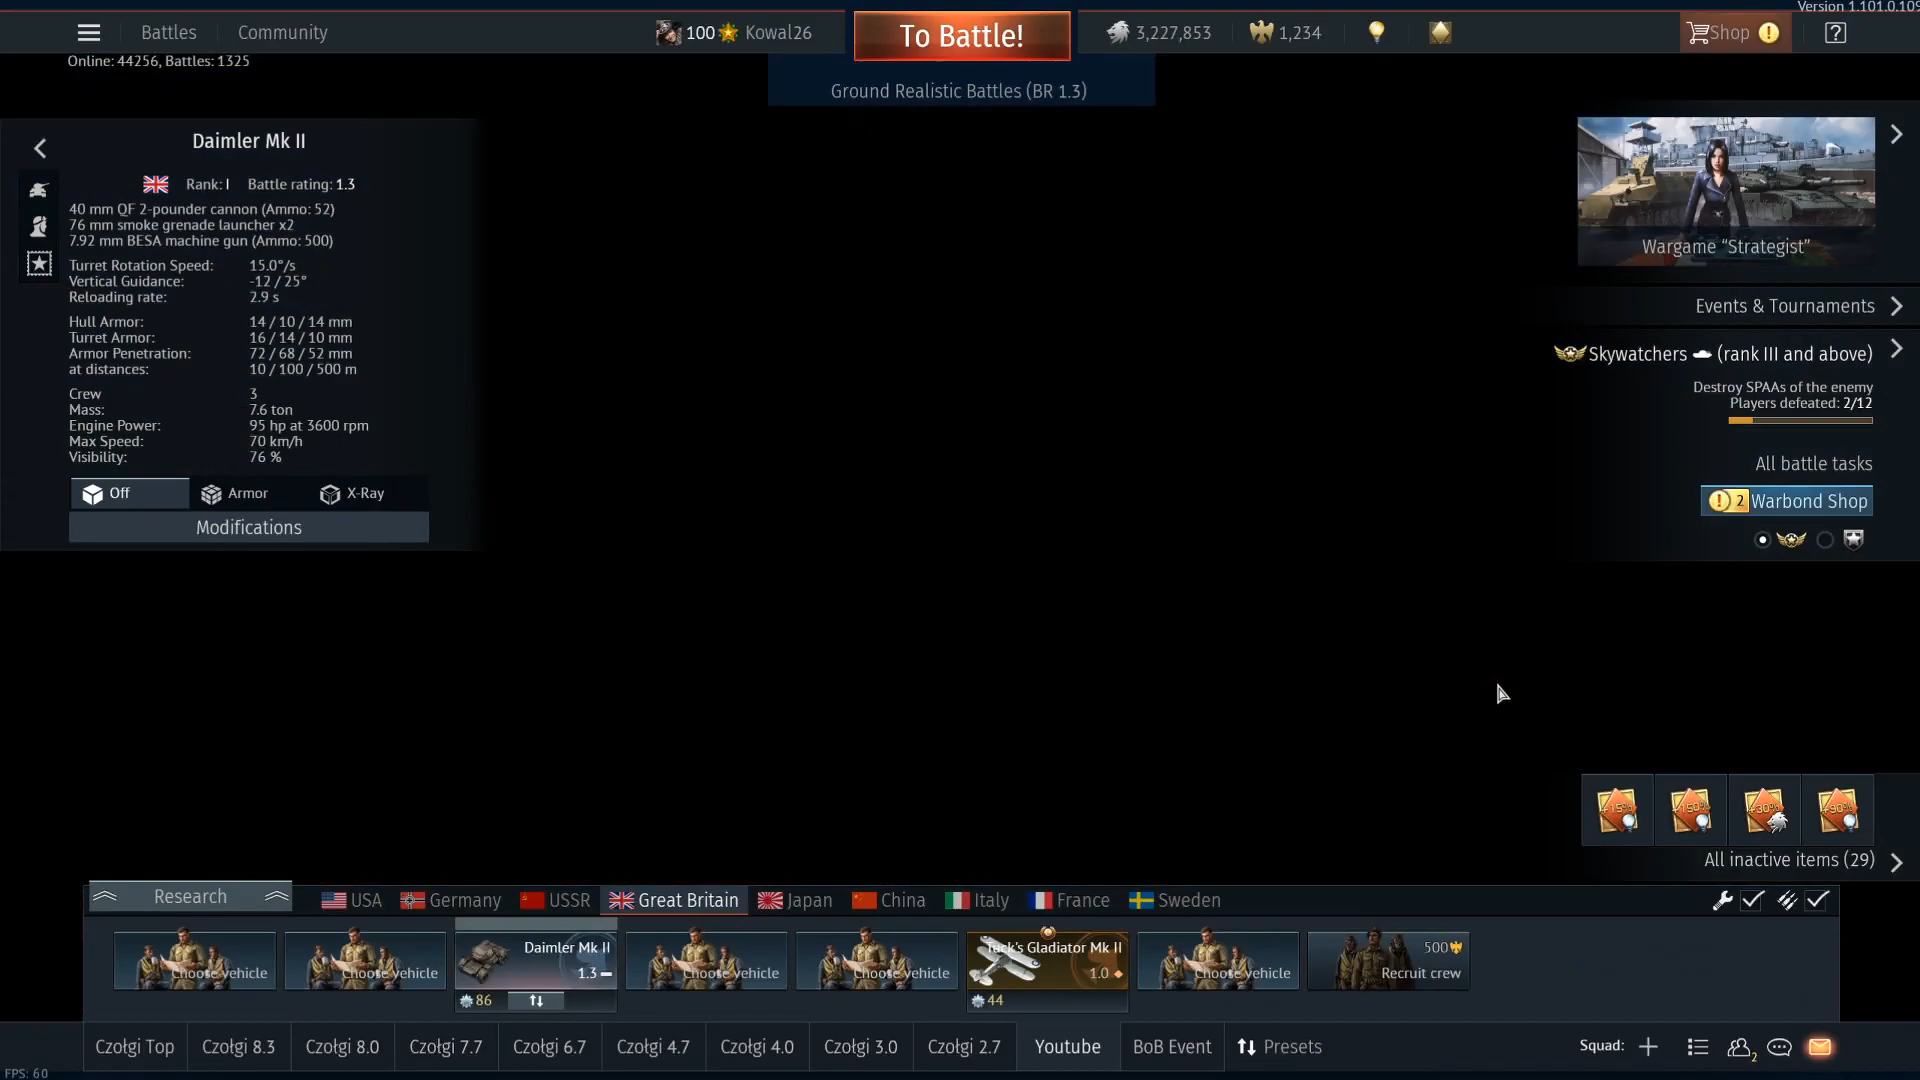 Version 1.101.0.109
Battles
Community
100 Kowal26
To Battle!
3,227,853
1,234
Shop
Online: 44256, Battles: 1325
Ground Realistic Battles (BR 1.3)
Daimler Mk II
Rank: I Battle rating: 1.3
40 mm QF 2-pounder cannon (Ammo: 52)
76 mm smoke grenade launcher x2
7.92 mm BESA machine gun (Ammo: 500)
Turret Rotation Speed: 15.0°/s
Vertical Guidance: -12 / 25°
Reloading rate: 2.9 s
Hull Armor: 14 / 10 / 14 mm
Turret Armor: 16 / 14 / 10 mm
Armor Penetration: 72 / 68 / 52 mm
at distances: 10 / 100 / 500 m
Crew 3
Mass: 7.6 ton
Engine Power: 95 hp at 3600 rpm
Max Speed: 70 km/h
Visibility: 76 %
Off Armor X-Ray
Modifications
Wargame “Strategist”
Events & Tournaments
Skywatchers (rank III and above)
Destroy SPAAs of the enemy
Players defeated: 2/12
All battle tasks
2 Warbond Shop
+15% +150% +30% +90%
All inactive items (29)
Research USA Germany USSR Great Britain Japan China Italy France Sweden
Choose vehicle
Choose vehicle
Daimler Mk II
1.3
86
Choose vehicle
Choose vehicle
Tuck's Gladiator Mk II
1.0
44
Choose vehicle
500
Recruit crew
Czołgi Top Czołgi 8.3 Czołgi 8.0 Czołgi 7.7 Czołgi 6.7 Czołgi 4.7 Czołgi 4.0 Czołgi 3.0 Czołgi 2.7 Youtube BoB Event Presets
Squad: +
2
FPS: 60